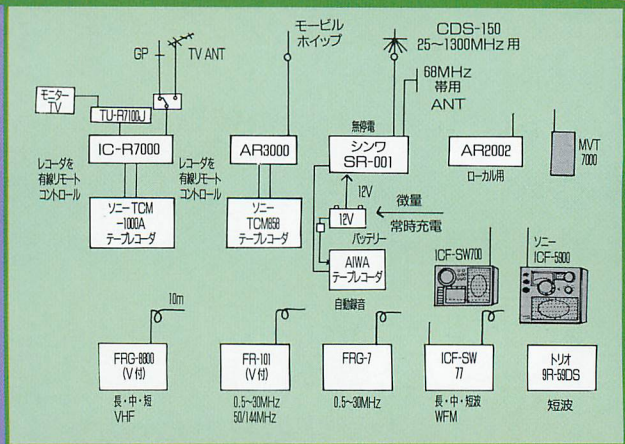 GP
TV ANT
モニター
TV
TU-R7100J
IC-R7000
レコーダを
有線リモート
コントロール
ソニーTCM
-1000A
テープレコーダ
モービル
ホイップ
AR3000
レコーダを
有線リモート
コントロール
ソニー
TCM858
テープレコーダ
CDS-150
25〜1300MHz用
68MHz
帯用
ANT
無停電
シンワ
SR-001
12V
12V
微量
常時充電
バッテリー
AIWA
テープレコーダ
自動録音
AR2002
ローカル用
MVT
7000
ICF-SW700
ソニー
ICF-5900
10m
FRG-8800
(V付)
長・中・短
VHF
FR-101
(V付)
0.5〜30MHz
50/144MHz
FRG-7
0.5〜30MHz
ICF-SW
77
長・中・短波
WFM
トリオ
9R-59DS
短波